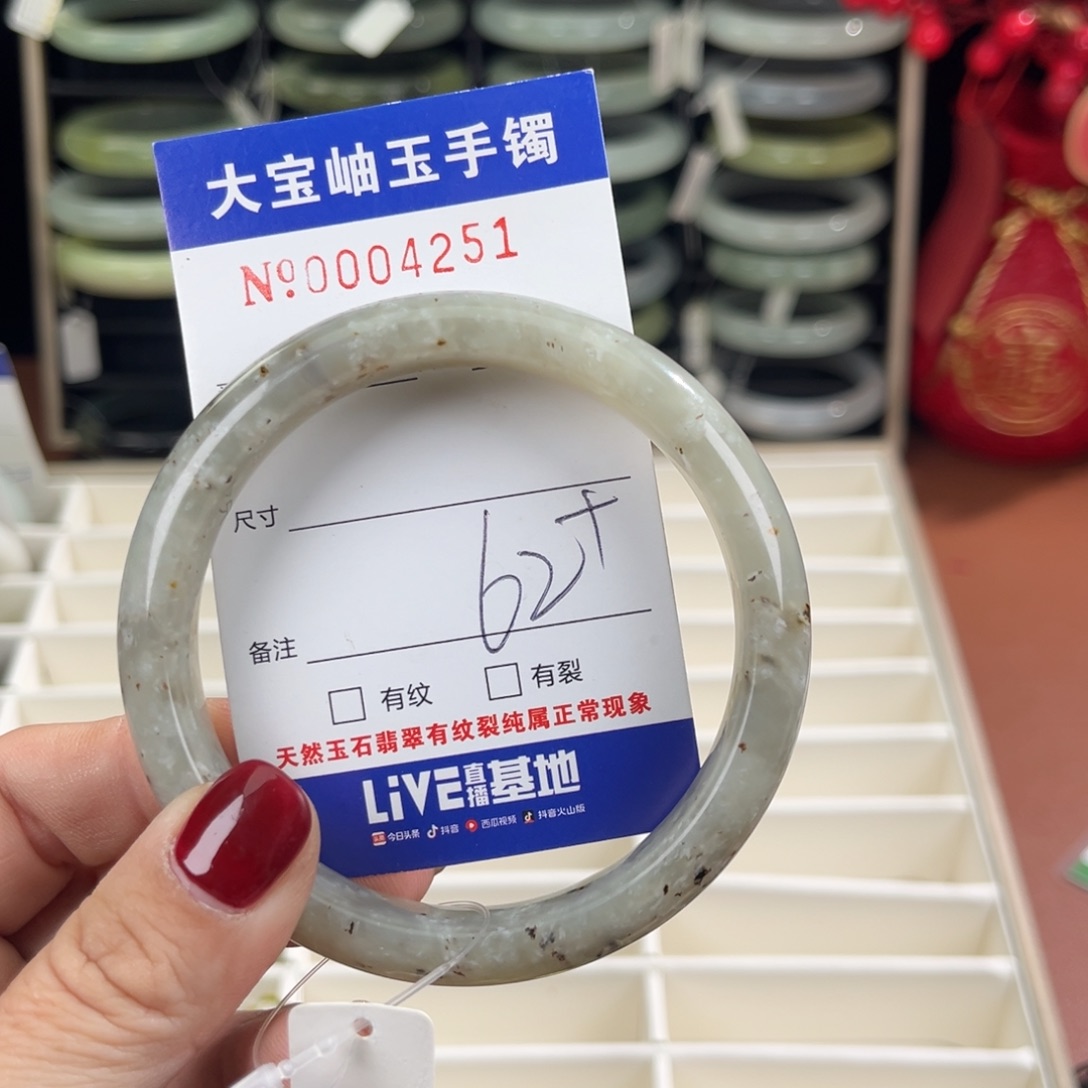 大宝岫玉手镯
Nº:0004251
尺寸
62+
备注
□ 有纹 □ 有裂
天然玉石翡翠有纹裂纯属正常现象
LiVE直播基地
今日头条 抖音 西瓜视频 抖音火山版